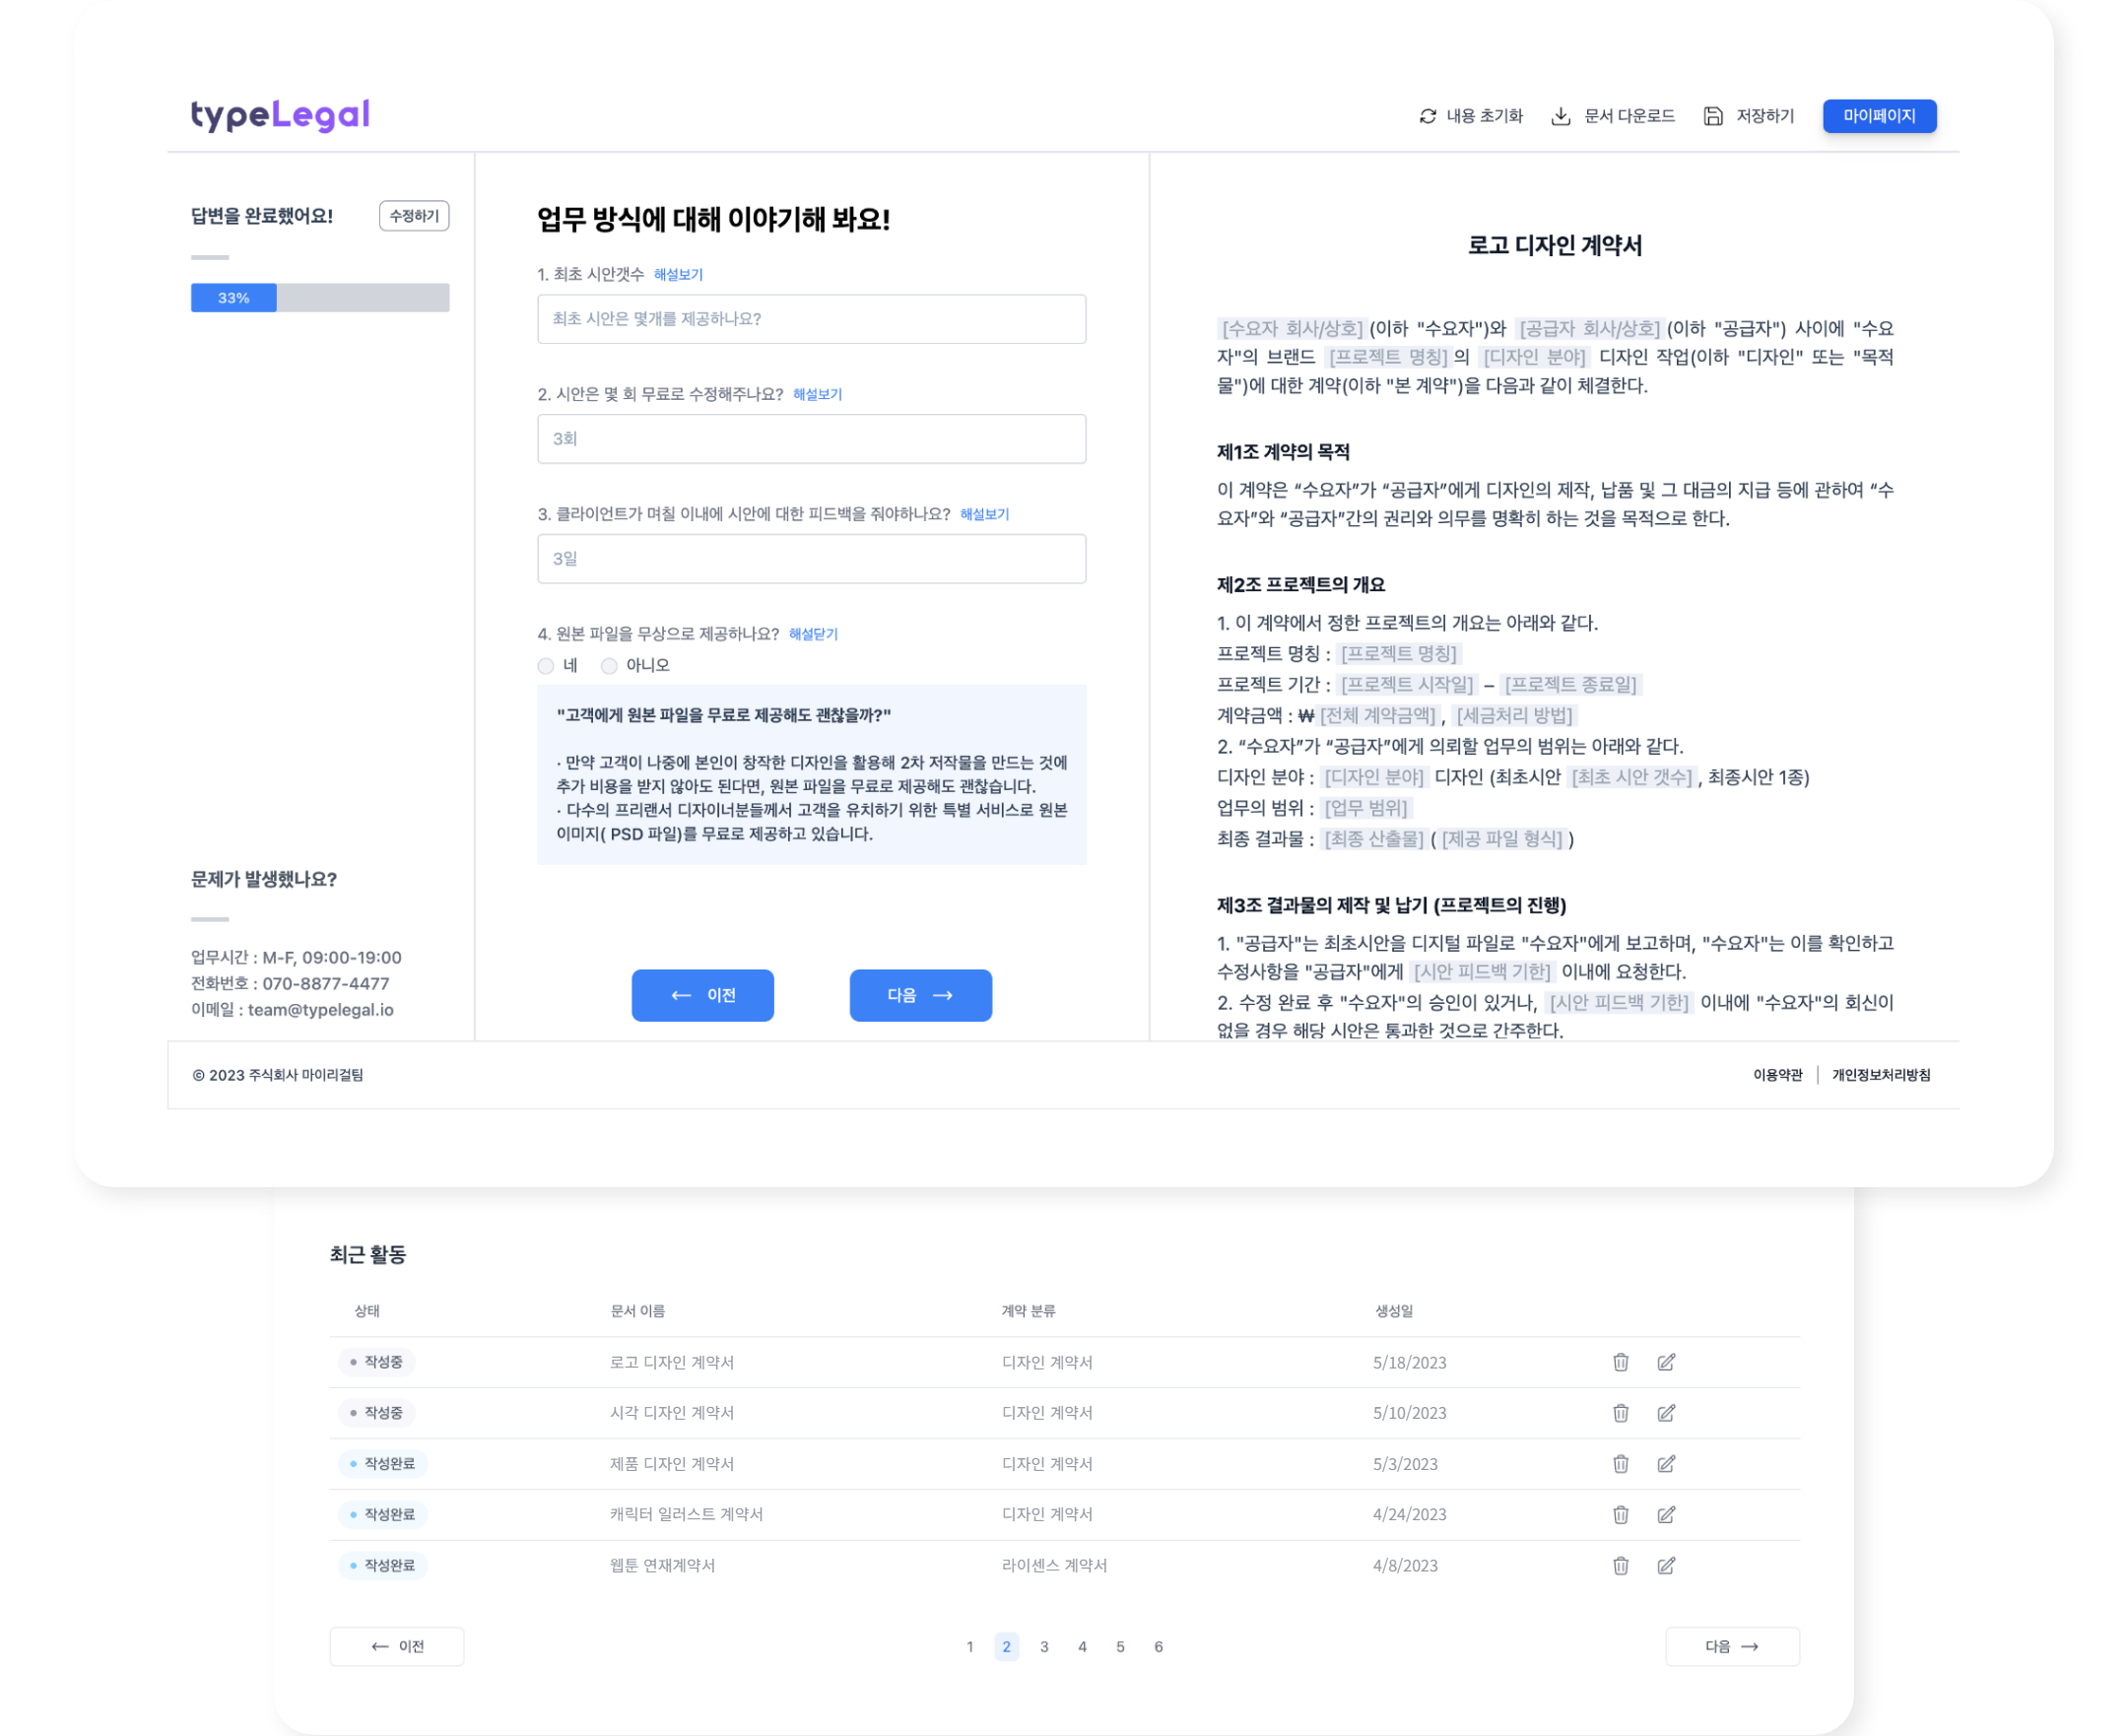 typeLegal
내용 초기화 문서 다운로드 저장하기 마이페이지
답변을 완료했어요! 수정하기
33%
문제가 발생했나요?
업무시간 : M-F, 09:00-19:00
전화번호 : 070-8877-4477
이메일 : team@typelegal.io
업무 방식에 대해 이야기해 봐요!
1. 최초 시안갯수 해설보기
최초 시안은 몇개를 제공하나요?
2. 시안은 몇 회 무료로 수정해주나요? 해설보기
3회
3. 클라이언트가 며칠 이내에 시안에 대한 피드백을 줘야하나요? 해설보기
3일
4. 원본 파일을 무상으로 제공하나요? 해설닫기
네 아니오
"고객에게 원본 파일을 무료로 제공해도 괜찮을까?"
· 만약 고객이 나중에 본인이 창작한 디자인을 활용해 2차 저작물을 만드는 것에
추가 비용을 받지 않아도 된다면, 원본 파일을 무료로 제공해도 괜찮습니다.
· 다수의 프리랜서 디자이너분들께서 고객을 유치하기 위한 특별 서비스로 원본
이미지( PSD 파일)를 무료로 제공하고 있습니다.
← 이전 다음 →
로고 디자인 계약서
[수요자 회사/상호] (이하 "수요자")와 [공급자 회사/상호] (이하 "공급자") 사이에 "수요
자"의 브랜드 [프로젝트 명칭] 의 [디자인 분야] 디자인 작업(이하 "디자인" 또는 "목적
물")에 대한 계약(이하 "본 계약")을 다음과 같이 체결한다.
제1조 계약의 목적
이 계약은 “수요자”가 “공급자”에게 디자인의 제작, 납품 및 그 대금의 지급 등에 관하여 “수
요자”와 “공급자”간의 권리와 의무를 명확히 하는 것을 목적으로 한다.
제2조 프로젝트의 개요
1. 이 계약에서 정한 프로젝트의 개요는 아래와 같다.
프로젝트 명칭 : [프로젝트 명칭]
프로젝트 기간 : [프로젝트 시작일] – [프로젝트 종료일]
계약금액 : ₩ [전체 계약금액] , [세금처리 방법]
2. “수요자”가 “공급자”에게 의뢰할 업무의 범위는 아래와 같다.
디자인 분야 : [디자인 분야] 디자인 (최초시안 [최초 시안 갯수] , 최종시안 1종)
업무의 범위 : [업무 범위]
최종 결과물 : [최종 산출물] ( [제공 파일 형식] )
제3조 결과물의 제작 및 납기 (프로젝트의 진행)
1. "공급자"는 최초시안을 디지털 파일로 "수요자"에게 보고하며, "수요자"는 이를 확인하고
수정사항을 "공급자"에게 [시안 피드백 기한] 이내에 요청한다.
2. 수정 완료 후 "수요자"의 승인이 있거나, [시안 피드백 기한] 이내에 "수요자"의 회신이
없을 경우 해당 시안은 통과한 것으로 간주한다.
© 2023 주식회사 마이리걸팀 이용약관 | 개인정보처리방침
최근 활동
상태 문서 이름 계약 분류 생성일
작성중 로고 디자인 계약서 디자인 계약서 5/18/2023
작성중 시각 디자인 계약서 디자인 계약서 5/10/2023
작성완료 제품 디자인 계약서 디자인 계약서 5/3/2023
작성완료 캐릭터 일러스트 계약서 디자인 계약서 4/24/2023
작성완료 웹툰 연재계약서 라이센스 계약서 4/8/2023
← 이전 1 2 3 4 5 6 다음 →